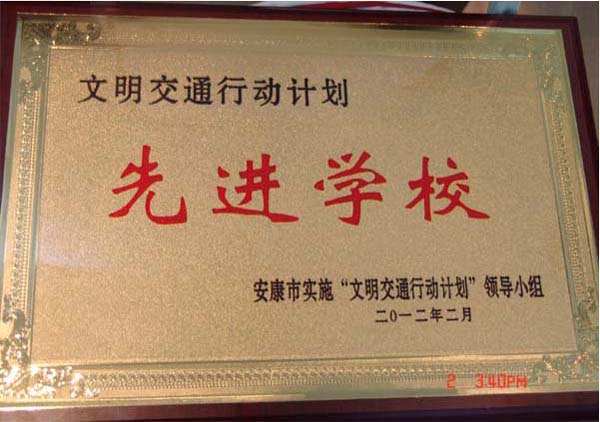 文明交通行动计划
先进学校
安康市实施“文明交通行动计划”领导小组
二〇一二年二月
2 3:40PM